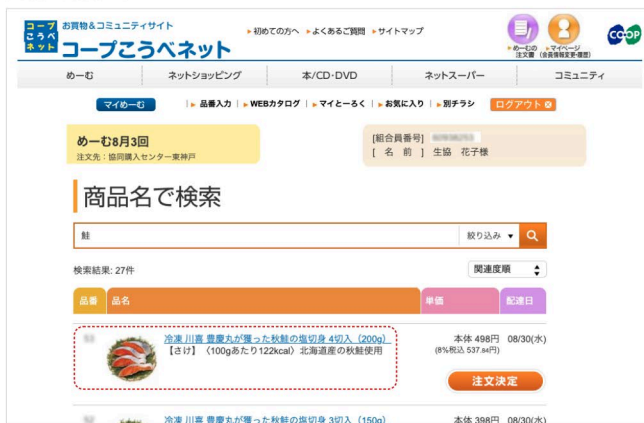 コープ
こうべ
ネット
お買物&コミュニティサイト
コープこうべネット
初めての方へ よくあるご質問 サイトマップ
めーむの
注文書
マイページ
(会員情報変更・履歴)
CO・OP
めーむ ネットショッピング 本/CD・DVD ネットスーパー コミュニティ
マイめーむ | 品番入力 | WEBカタログ | マイとーろく | お気に入り | 別チラシ ログアウト
めーむ8月3回
注文先:協同購入センター東神戸
[組合員番号]
[ 名 前 ] 生協 花子様
商品名で検索
鮭 絞り込み ▼
検索結果: 27件 関連度順
品番 品名 単価 配達日
冷凍 川喜 豊慶丸が獲った秋鮭の塩切身 4切入(200g) 本体 498円 08/30(水)
【さけ】〈100gあたり122kcal〉北海道産の秋鮭使用 (8%税込 537.84円)
注文決定
冷凍 川喜 豊慶丸が獲った秋鮭の塩切身 3切入(150g) 本体 398円 08/30(水)